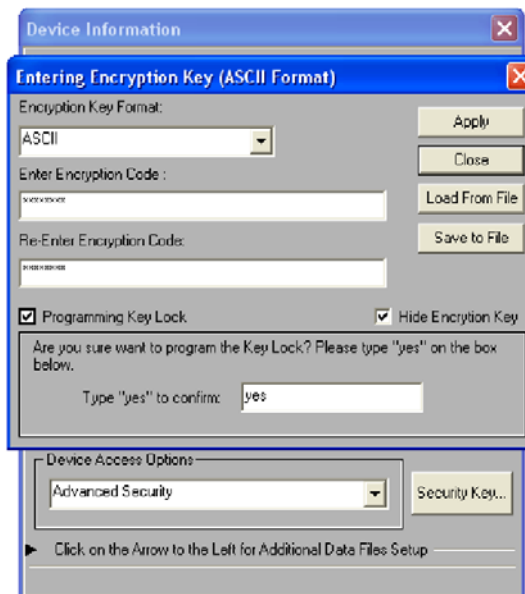 Device Information
Entering Encryption Key (ASCII Format)
Encryption Key Format:
ASCII
Apply
Close
Enter Encryption Code :
Load From File
Re-Enter Encryption Code:
Save to File
Programming Key Lock
Hide Encrytion Key
Are you sure want to program the Key Lock? Please type "yes" on the box
below.
Type "yes" to confirm:
yes
Device Access Options
Advanced Security
Security Key...
Click on the Arrow to the Left for Additional Data Files Setup